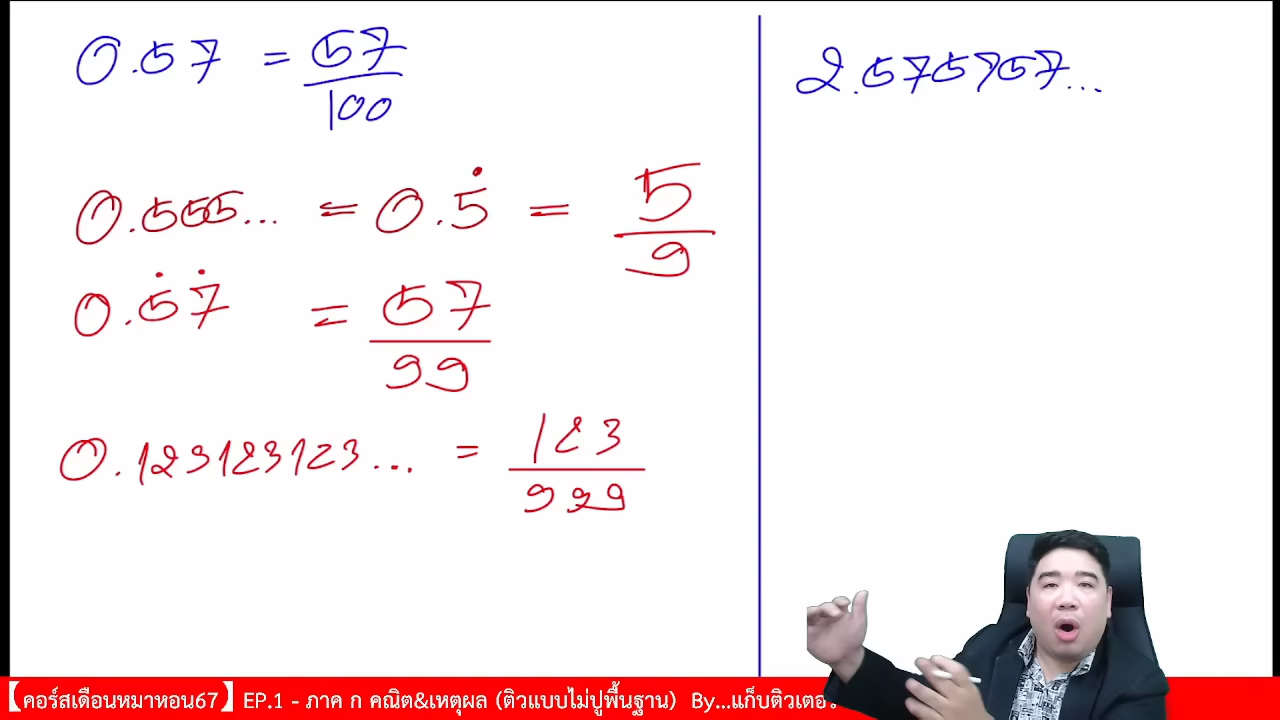 0.57 = 57/100
0.555... = 0.5̇ = 5/9
0.5̇7̇ = 57/99
0.123123123... = 123/999
2.575757...
【คอร์สเดือนหมาหอน67】 EP.1 - ภาค ก คณิต&เหตุผล (ติวแบบไม่ปูพื้นฐาน) By...แก็บติวเตอร์